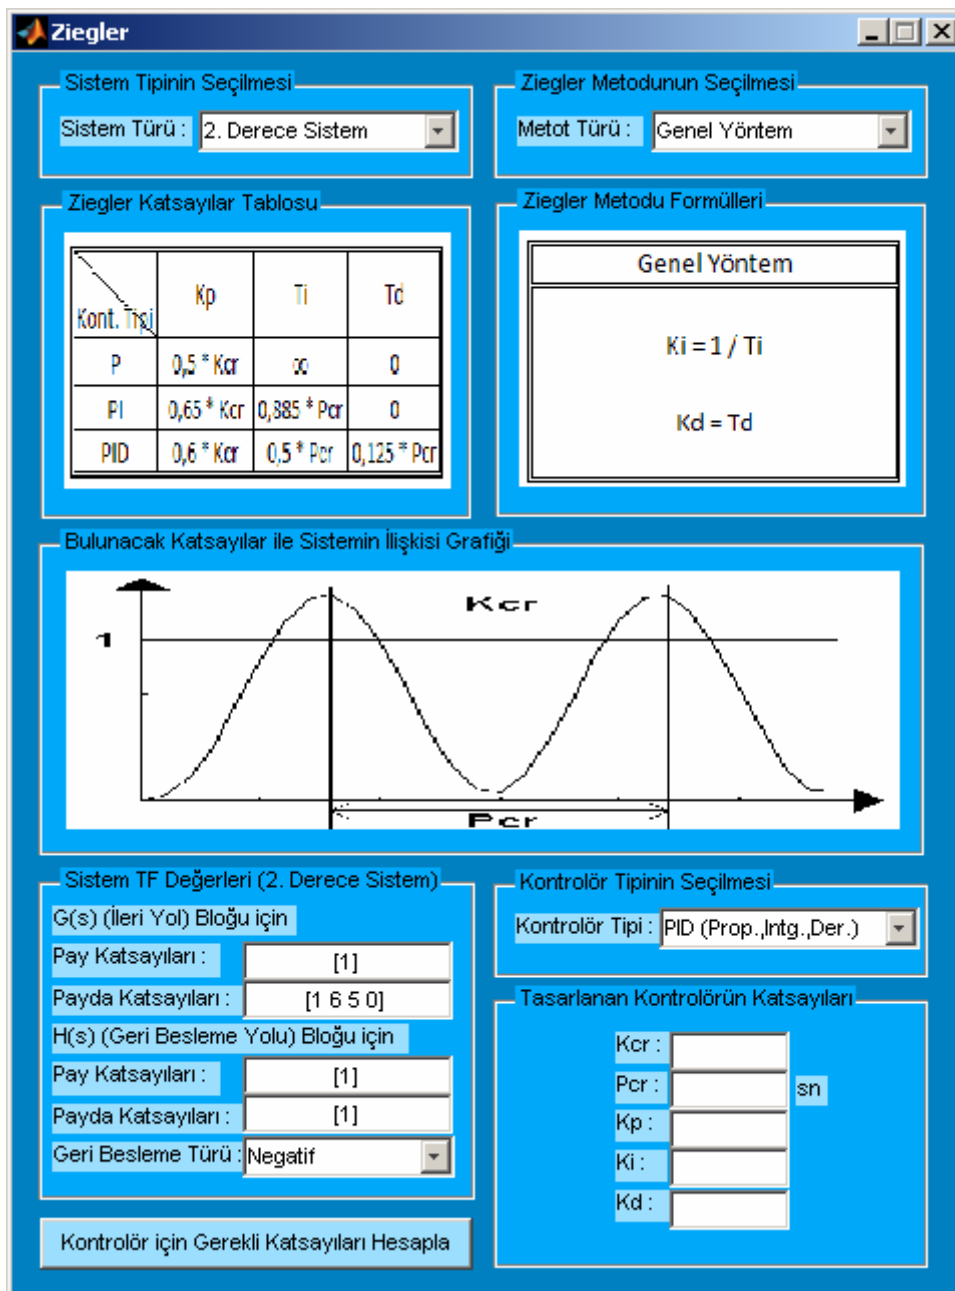 Ziegler
Sistem Tipinin Seçilmesi
Sistem Türü : 2. Derece Sistem
Ziegler Metodunun Seçilmesi
Metot Türü : Genel Yöntem
Ziegler Katsayılar Tablosu
Kont. Tipi Kp Ti Td
P 0,5 * Kcr ∞ 0
PI 0,65 * Kcr 0,885 * Pcr 0
PID 0,6 * Kcr 0,5 * Pcr 0,125 * Pcr
Ziegler Metodu Formülleri
Genel Yöntem
Ki = 1 / Ti
Kd = Td
Bulunacak Katsayılar ile Sistemin İlişkisi Grafiği
Kcr
1
Pcr
Sistem TF Değerleri (2. Derece Sistem)
G(s) (İleri Yol) Bloğu için
Pay Katsayıları : [1]
Payda Katsayıları : [1 6 5 0]
H(s) (Geri Besleme Yolu) Bloğu için
Pay Katsayıları : [1]
Payda Katsayıları : [1]
Geri Besleme Türü : Negatif
Kontrolör için Gerekli Katsayıları Hesapla
Kontrolör Tipinin Seçilmesi
Kontrolör Tipi : PID (Prop.,Intg.,Der.)
Tasarlanan Kontrolörün Katsayıları
Kcr :
Pcr : sn
Kp :
Ki :
Kd :